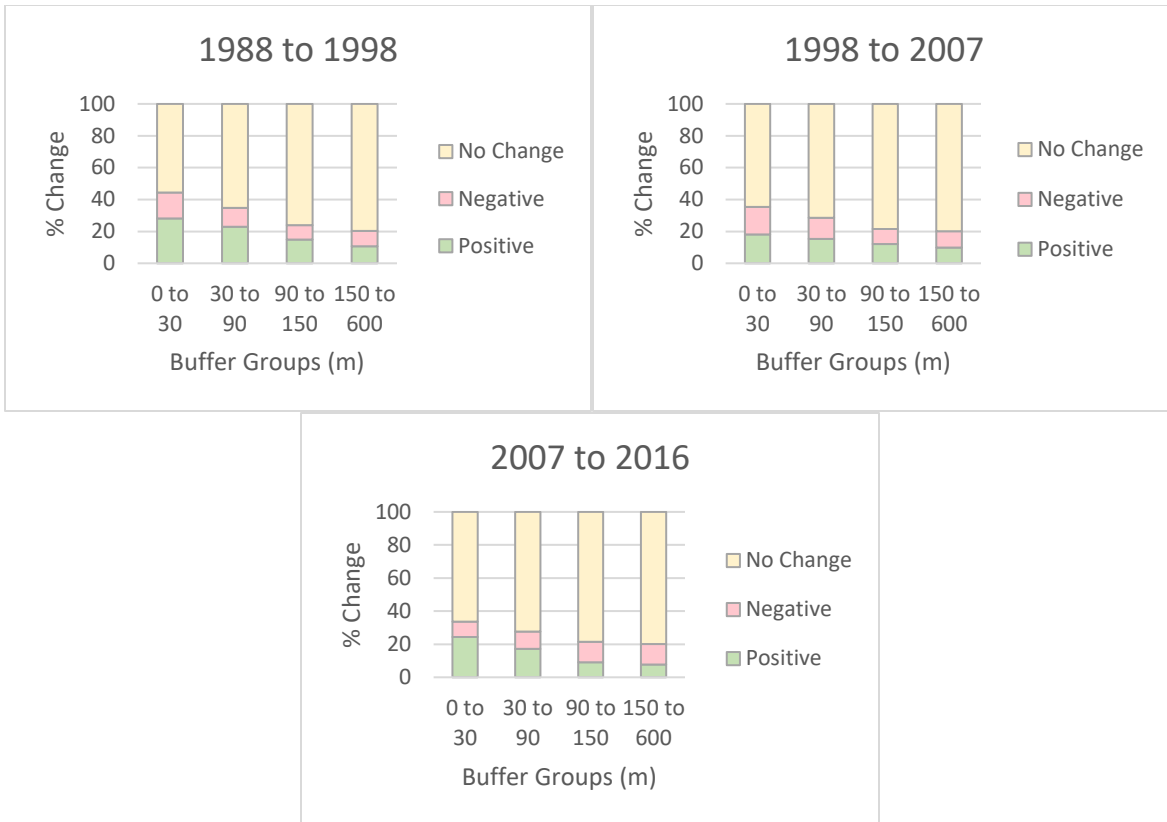 1988 to 1998
100
80
60
40
20
0
% Change
No Change
Negative
Positive
0 to 30 to 90 to 150 to
30 90 150 600
Buffer Groups (m)
1998 to 2007
100
80
60
40
20
0
% Change
No Change
Negative
Positive
0 to 30 to 90 to 150 to
30 90 150 600
Buffer Groups (m)
2007 to 2016
100
80
60
40
20
0
% Change
No Change
Negative
Positive
0 to 30 to 90 to 150 to
30 90 150 600
Buffer Groups (m)